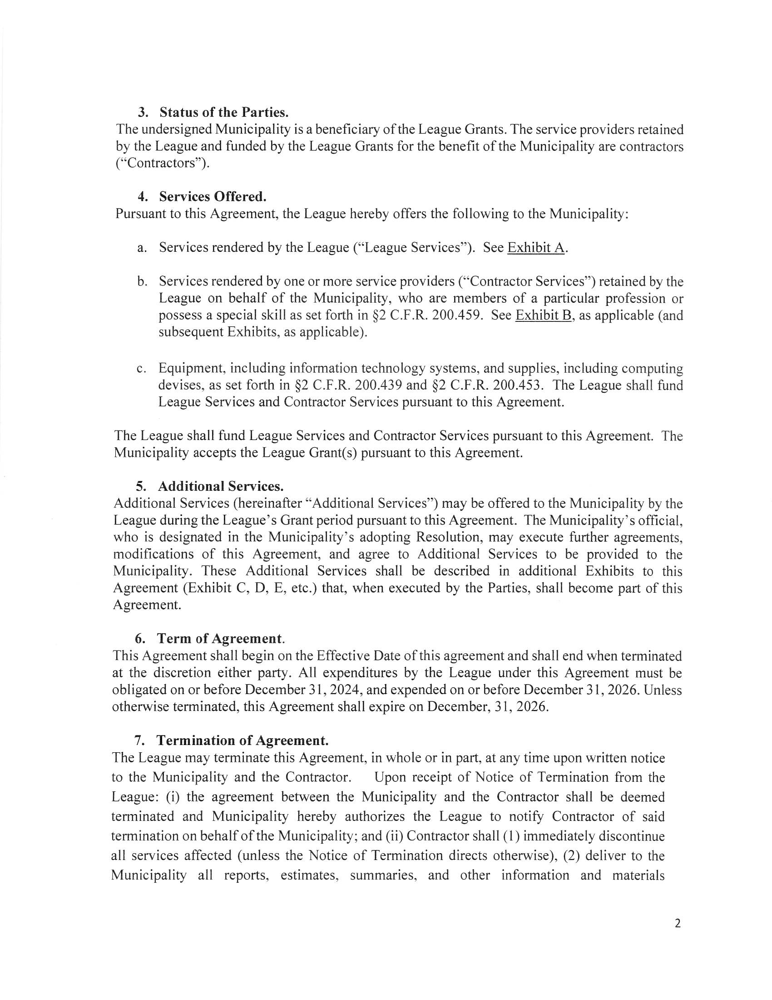 3. Status of the Parties.
The undersigned Municipality is a beneficiary of the League Grants. The service providers retained
by the League and funded by the League Grants for the benefit of the Municipality are contractors
(“Contractors”).
4. Services Offered.
Pursuant to this Agreement, the League hereby offers the following to the Municipality:
a. Services rendered by the League (“League Services”). See Exhibit A.
b. Services rendered by one or more service providers (“Contractor Services”) retained by the
League on behalf of the Municipality, who are members of a particular profession or
possess a special skill as set forth in §2 C.F.R. 200.459. See Exhibit B, as applicable (and
subsequent Exhibits, as applicable).
c. Equipment, including information technology systems, and supplies, including computing
devises, as set forth in §2 C.F.R. 200.439 and §2 C.F.R. 200.453. The League shall fund
League Services and Contractor Services pursuant to this Agreement.
The League shall fund League Services and Contractor Services pursuant to this Agreement. The
Municipality accepts the League Grant(s) pursuant to this Agreement.
5. Additional Services.
Additional Services (hereinafter “Additional Services”) may be offered to the Municipality by the
League during the League’s Grant period pursuant to this Agreement. The Municipality’s official,
who is designated in the Municipality’s adopting Resolution, may execute further agreements,
modifications of this Agreement, and agree to Additional Services to be provided to the
Municipality. These Additional Services shall be described in additional Exhibits to this
Agreement (Exhibit C, D, E, etc.) that, when executed by the Parties, shall become part of this
Agreement.
6. Term of Agreement.
This Agreement shall begin on the Effective Date of this agreement and shall end when terminated
at the discretion either party. All expenditures by the League under this Agreement must be
obligated on or before December 31, 2024, and expended on or before December 31, 2026. Unless
otherwise terminated, this Agreement shall expire on December, 31, 2026.
7. Termination of Agreement.
The League may terminate this Agreement, in whole or in part, at any time upon written notice
to the Municipality and the Contractor. Upon receipt of Notice of Termination from the
League: (i) the agreement between the Municipality and the Contractor shall be deemed
terminated and Municipality hereby authorizes the League to notify Contractor of said
termination on behalf of the Municipality; and (ii) Contractor shall (1) immediately discontinue
all services affected (unless the Notice of Termination directs otherwise), (2) deliver to the
Municipality all reports, estimates, summaries, and other information and materials
2